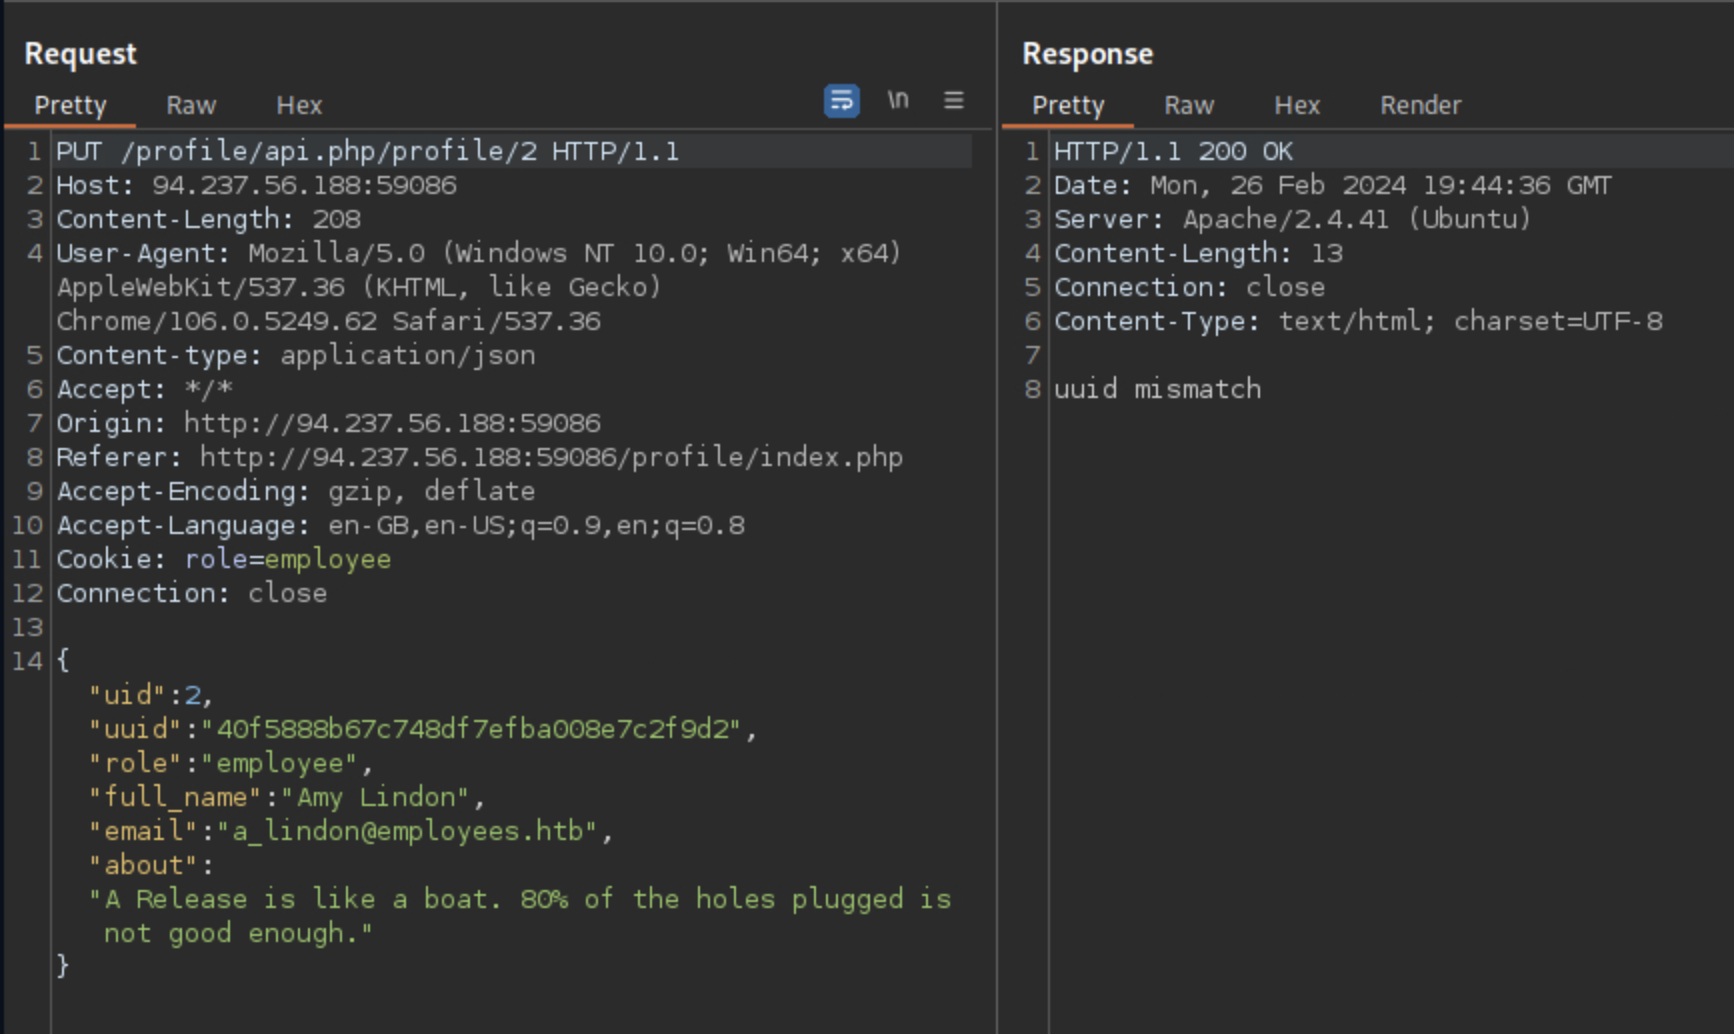 Request
Pretty Raw Hex \n
1 PUT /profile/api.php/profile/2 HTTP/1.1
2 Host: 94.237.56.188:59086
3 Content-Length: 208
4 User-Agent: Mozilla/5.0 (Windows NT 10.0; Win64; x64)
AppleWebKit/537.36 (KHTML, like Gecko)
Chrome/106.0.5249.62 Safari/537.36
5 Content-type: application/json
6 Accept: */*
7 Origin: http://94.237.56.188:59086
8 Referer: http://94.237.56.188:59086/profile/index.php
9 Accept-Encoding: gzip, deflate
10 Accept-Language: en-GB,en-US;q=0.9,en;q=0.8
11 Cookie: role=employee
12 Connection: close
13
14 {
"uid":2,
"uuid":"40f5888b67c748df7efba008e7c2f9d2",
"role":"employee",
"full_name":"Amy Lindon",
"email":"a_lindon@employees.htb",
"about":
"A Release is like a boat. 80% of the holes plugged is
not good enough."
}
Response
Pretty Raw Hex Render
1 HTTP/1.1 200 OK
2 Date: Mon, 26 Feb 2024 19:44:36 GMT
3 Server: Apache/2.4.41 (Ubuntu)
4 Content-Length: 13
5 Connection: close
6 Content-Type: text/html; charset=UTF-8
7
8 uuid mismatch